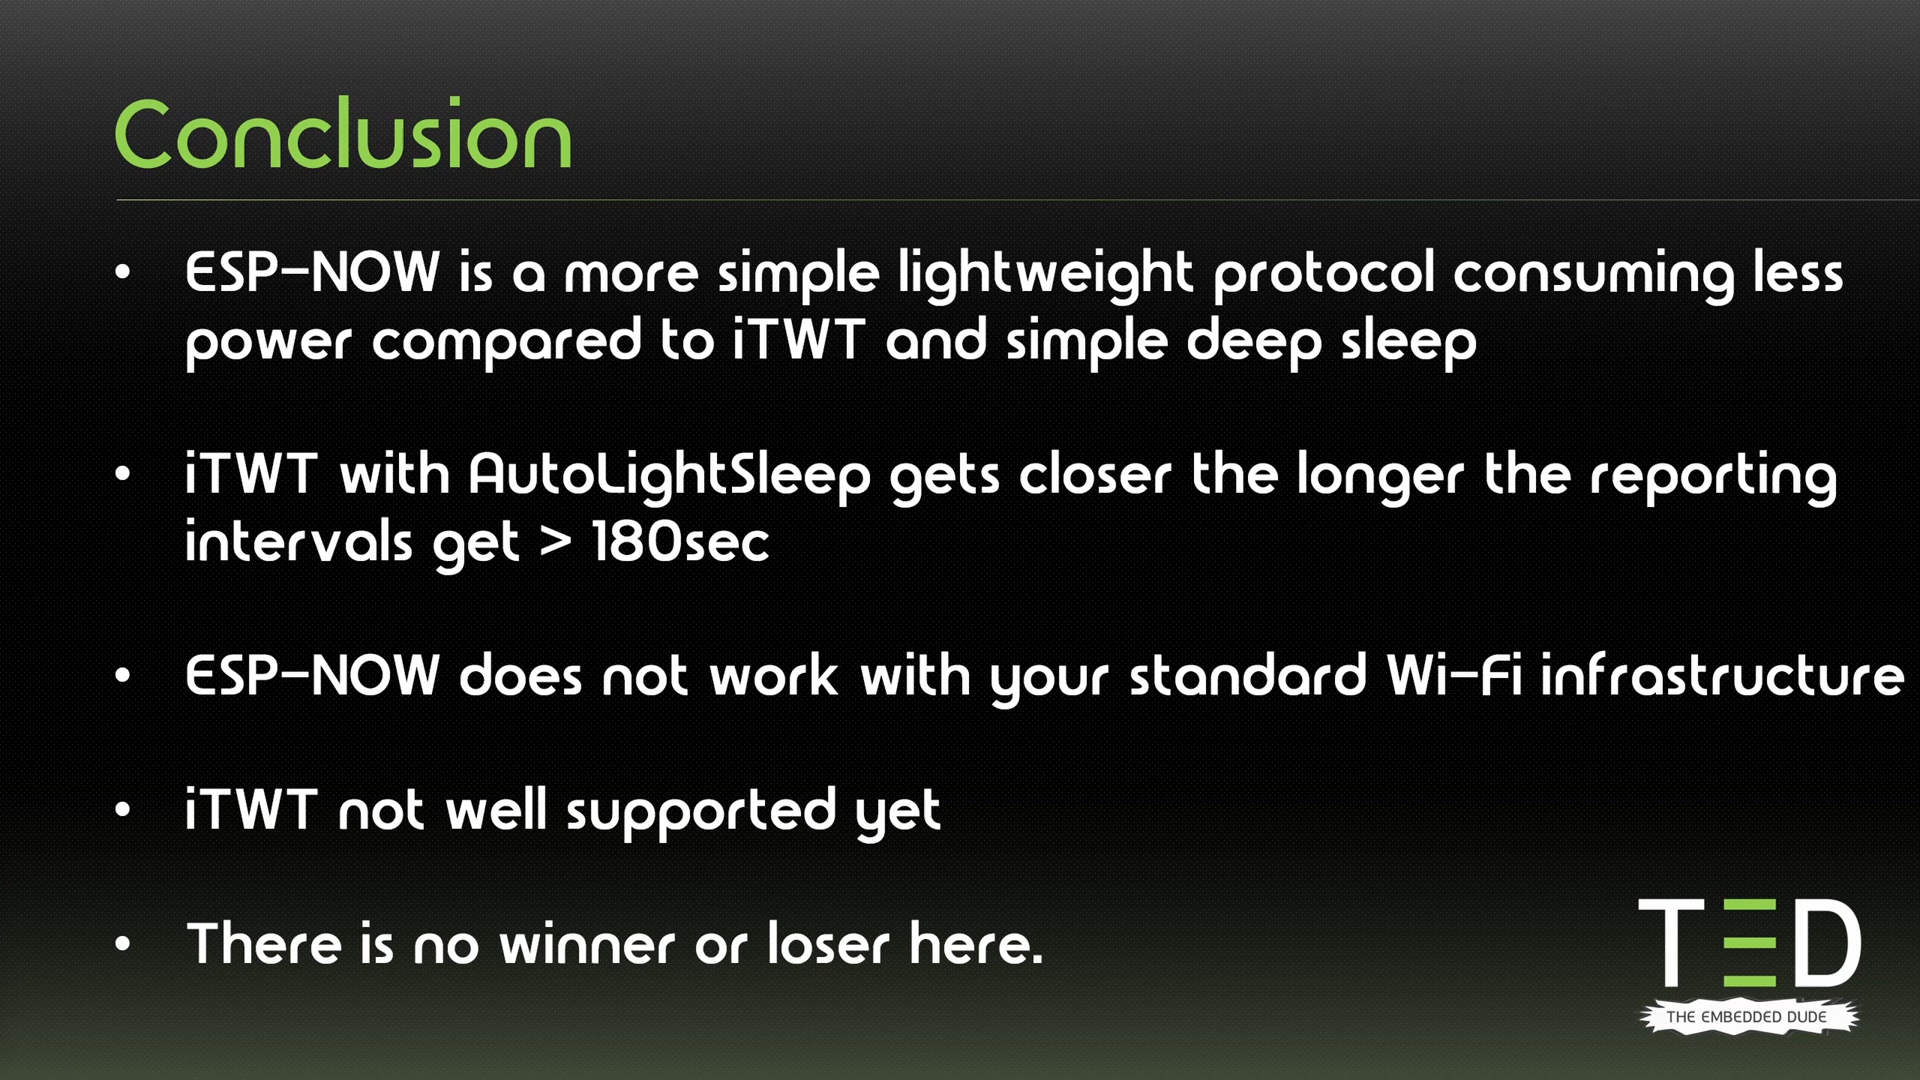 Conclusion
• ESP-NOW is a more simple lightweight protocol consuming less
power compared to iTWT and simple deep sleep
• iTWT with AutoLightSleep gets closer the longer the reporting
intervals get > 180sec
• ESP-NOW does not work with your standard Wi-Fi infrastructure
• iTWT not well supported yet
• There is no winner or loser here.
TED
THE EMBEDDED DUDE